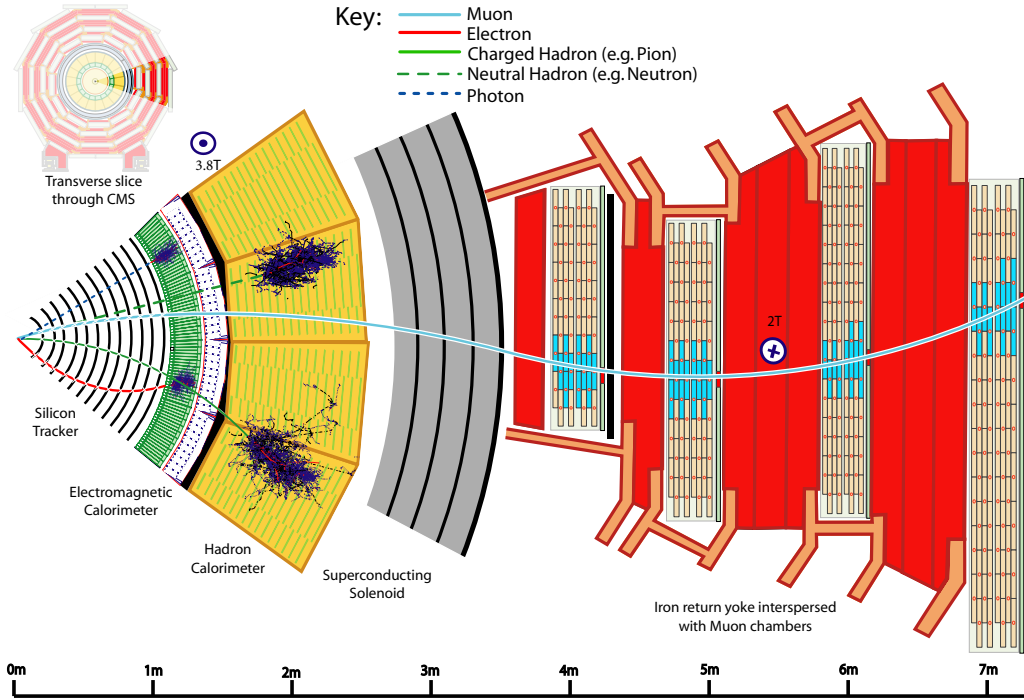 Key:
Muon
Electron
Charged Hadron (e.g. Pion)
Neutral Hadron (e.g. Neutron)
Photon
Transverse slice
through CMS
3.8T
2T
Silicon
Tracker
Electromagnetic
Calorimeter
Hadron
Calorimeter
Superconducting
Solenoid
Iron return yoke interspersed
with Muon chambers
0m 1m 2m 3m 4m 5m 6m 7m